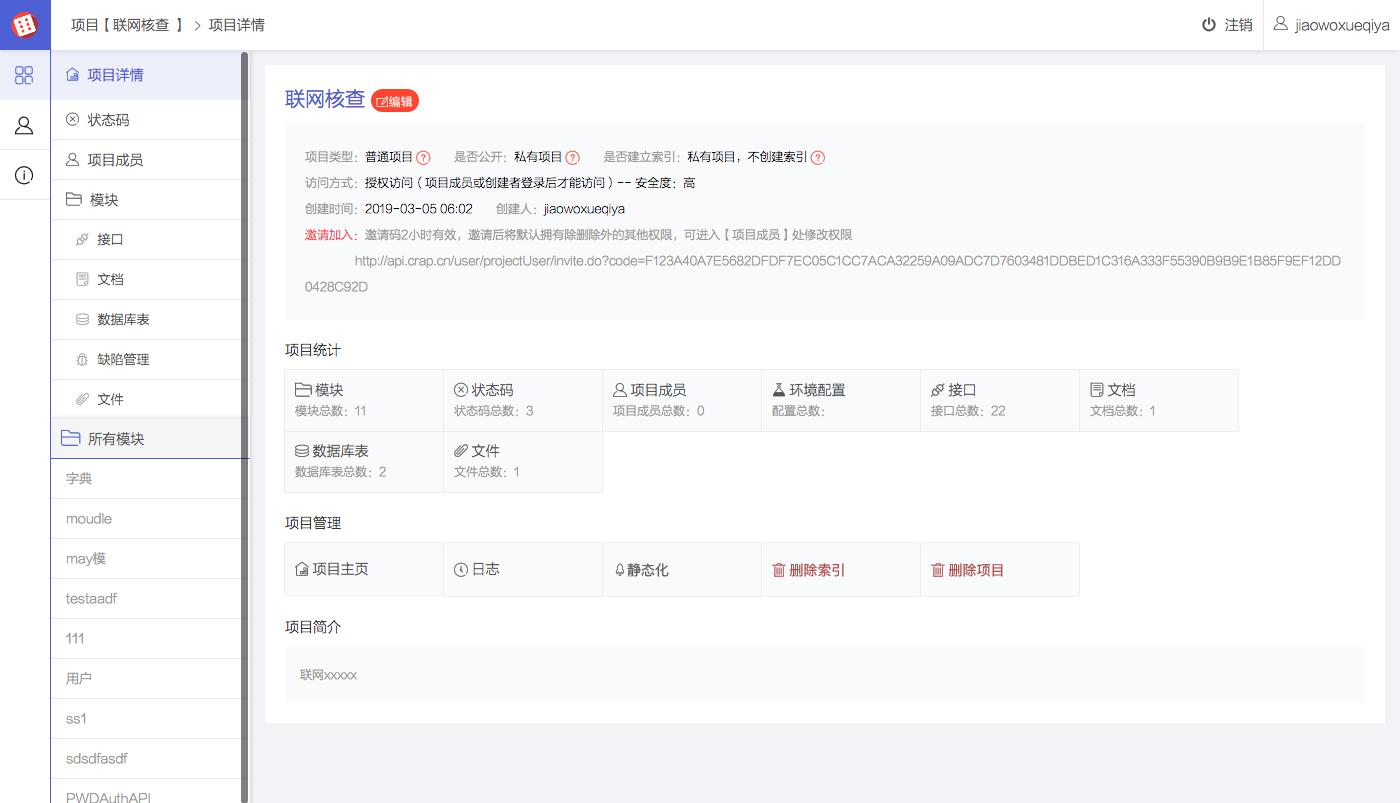 项目【 联网核查 】 > 项目详情
注销
jiaowoxueqiya
项目详情
状态码
项目成员
模块
接口
文档
数据库表
缺陷管理
文件
所有模块
字典
moudle
may模
testaadf
111
用户
ss1
sdsdfasdf
PWDAuthAPI
联网核查 编辑
项目类型：普通项目 ? 是否公开：私有项目 ? 是否建立索引：私有项目，不创建索引 ?
访问方式：授权访问（项目成员或创建者登录后才能访问）-- 安全度：高
创建时间：2019-03-05 06:02 创建人：jiaowoxueqiya
邀请加入：邀请码2小时有效，邀请后将默认拥有除删除外的其他权限，可进入【项目成员】处修改权限
http://api.crap.cn/user/projectUser/invite.do?code=F123A40A7E5682DFDF7EC05C1CC7ACA32259A09ADC7D7603481DDBED1C316A333F55390B9B9E1B85F9EF12DD
0428C92D
项目统计
模块 状态码 项目成员 环境配置 接口 文档
模块总数：11 状态码总数：3 项目成员总数：0 配置总数： 接口总数：22 文档总数：1
数据库表 文件
数据库表总数：2 文件总数：1
项目管理
项目主页 日志 静态化 删除索引 删除项目
项目简介
联网xxxxx